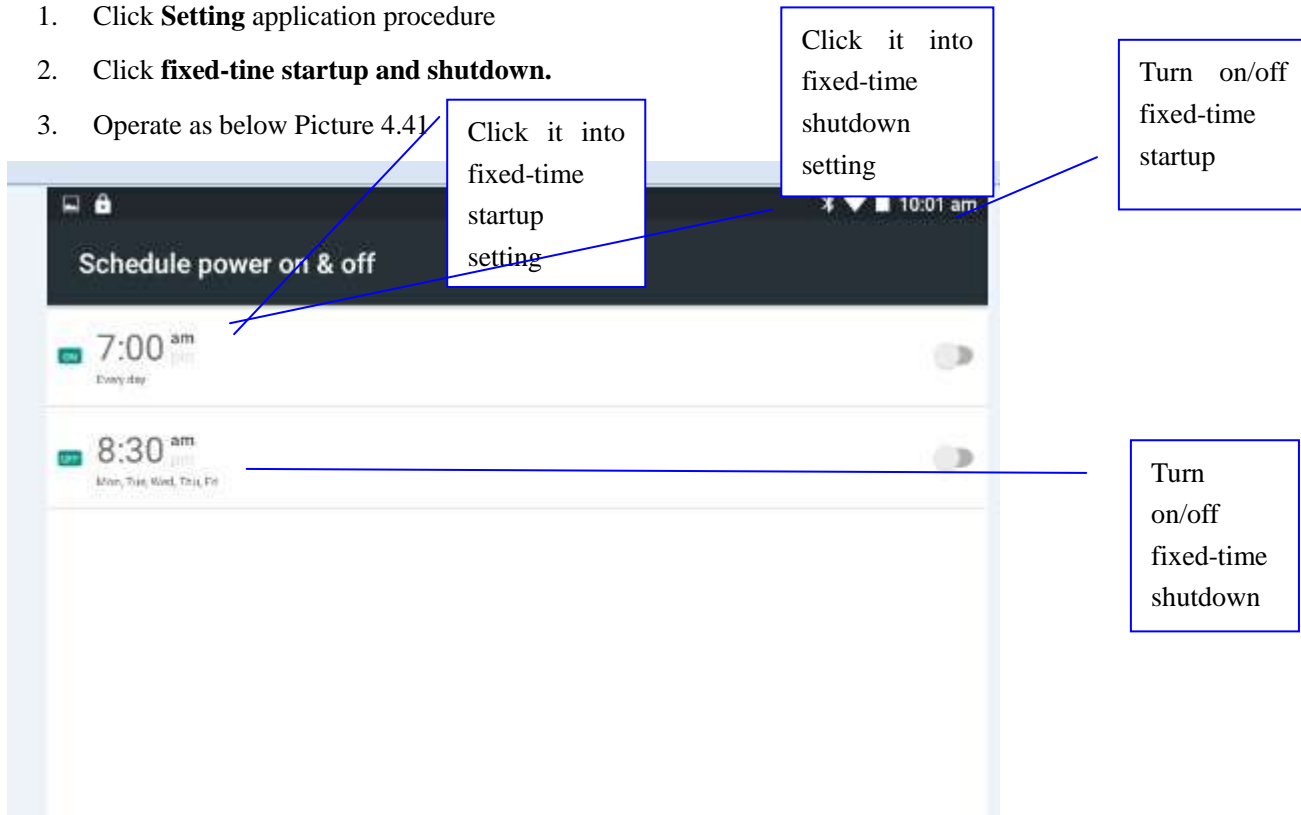 1. Click Setting application procedure
2. Click fixed-tine startup and shutdown.
3. Operate as below Picture 4.41
Click it into
fixed-time
startup
setting
Click it into
fixed-time
shutdown
setting
Turn on/off
fixed-time
startup
10:01 am
Schedule power on & off
ON
7:00 am
pm
Every day
OFF
8:30 am
pm
Mon, Tue, Wed, Thu, Fri
Turn
on/off
fixed-time
shutdown